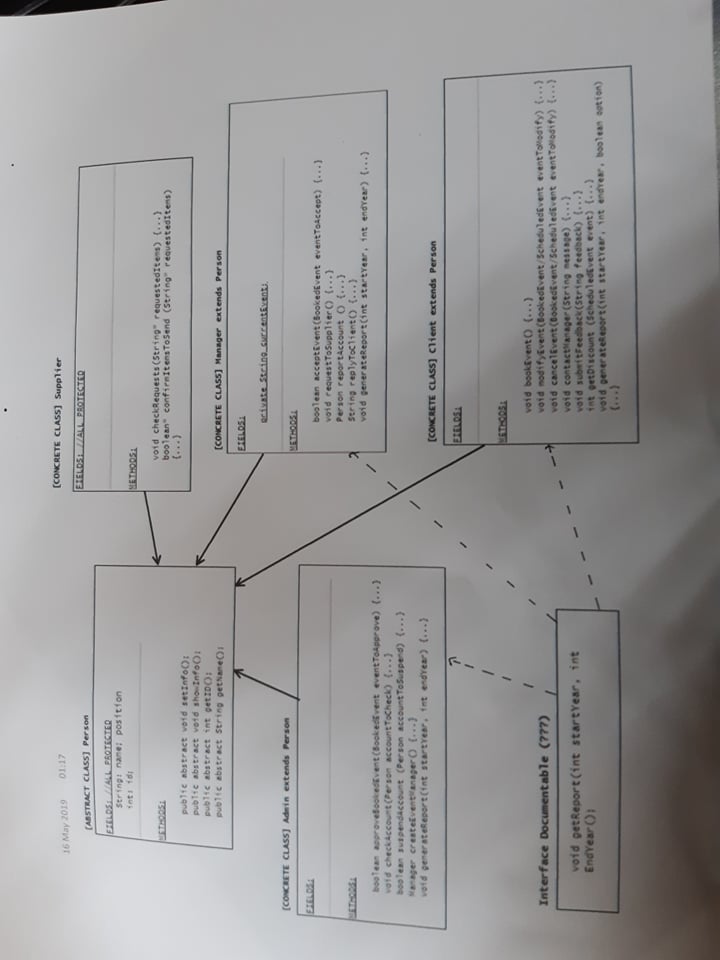 16 May 2019 01:17
[ABSTRACT CLASS] Person
FIELDS: //ALL PROTECTED
String: name; position
int: id;
METHODS:
public abstract void setInfo();
public abstract void showInfo();
public abstract int getID();
public abstract String getName();
[CONCRETE CLASS] Supplier
FIELDS: //ALL PROTECTED
METHODS:
void checkRequests(String* requestedItems) {...}
boolean* confirmItemsToSend (String* requestedItems)
{...}
[CONCRETE CLASS] Manager extends Person
FIELDS:
private String currentEvent;
METHODS:
boolean acceptEvent(BookedEvent eventToAccept) {...}
void requestToSupplier() {...}
Person reportAccount () {...}
String replyToClient() {...}
void generateReport(int startYear, int endYear) {...}
[CONCRETE CLASS] Admin extends Person
FIELDS:
METHODS:
boolean approveBookedEvent(BookedEvent eventToApprove) {...}
void checkAccount(Person accountToCheck) {...}
boolean suspendAccount (Person accountToSuspend) {...}
Manager createEventManager() {...}
void generateReport(int startYear, int endYear) {...}
[CONCRETE CLASS] Client extends Person
FIELDS:
METHODS:
void bookEvent() {...}
void modifyEvent(BookedEvent/ScheduledEvent eventToModify) {...}
void cancelEvent(BookedEvent/ScheduledEvent eventToModify) {...}
void contactManager(String message) {...}
void submitFeedback(String feedback) {...}
int getDiscount (ScheduledEvent event) {...}
void generateReport(int startYear, int endYear, boolean option)
{...}
Interface Documentable (???)
void getReport(int startYear, int
EndYear();